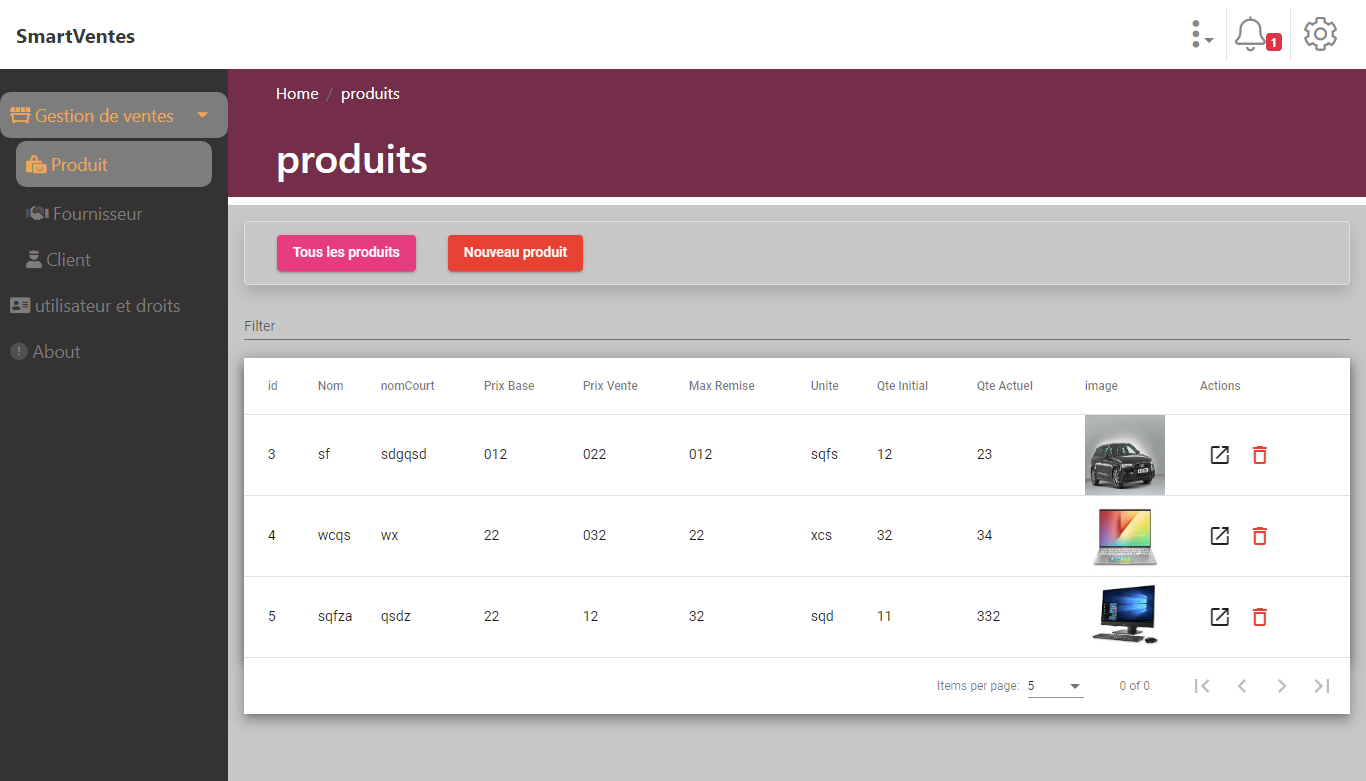 SmartVentes
1
Gestion de ventes
Produit
Fournisseur
Client
utilisateur et droits
About
Home / produits
produits
Tous les produits
Nouveau produit
Filter
id Nom nomCourt Prix Base Prix Vente Max Remise Unite Qte Initial Qte Actuel image Actions
3 sf sdgqsd 012 022 012 sqfs 12 23
4 wcqs wx 22 032 22 xcs 32 34
5 sqfza qsdz 22 12 32 sqd 11 332
Items per page: 5 0 of 0